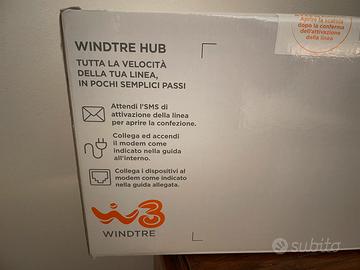 WINDTRE HUB
TUTTA LA VELOCITÀ
DELLA TUA LINEA,
IN POCHI SEMPLICI PASSI
Attendi l'SMS di
attivazione della linea
per aprire la confezione.
Collega ed accendi
il modem come
indicato nella guida
all'interno.
Collega i dispositivi al
modem come indicato
nella guida allegata.
WINDTRE
Aprire la scatola
dopo la conferma
dell'attivazione
della linea
subito